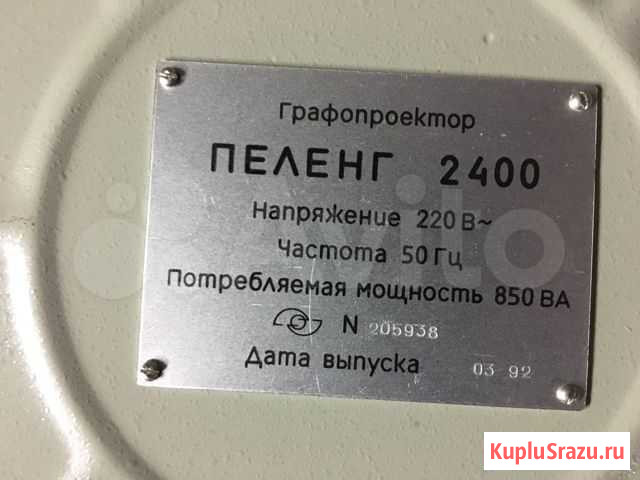 Графопроектор
ПЕЛЕНГ 2400
Напряжение 220 В~
Частота 50 Гц
Потребляемая мощность 850 ВА
N 205938
Дата выпуска 03 92
Avito
KupluSrazu.ru